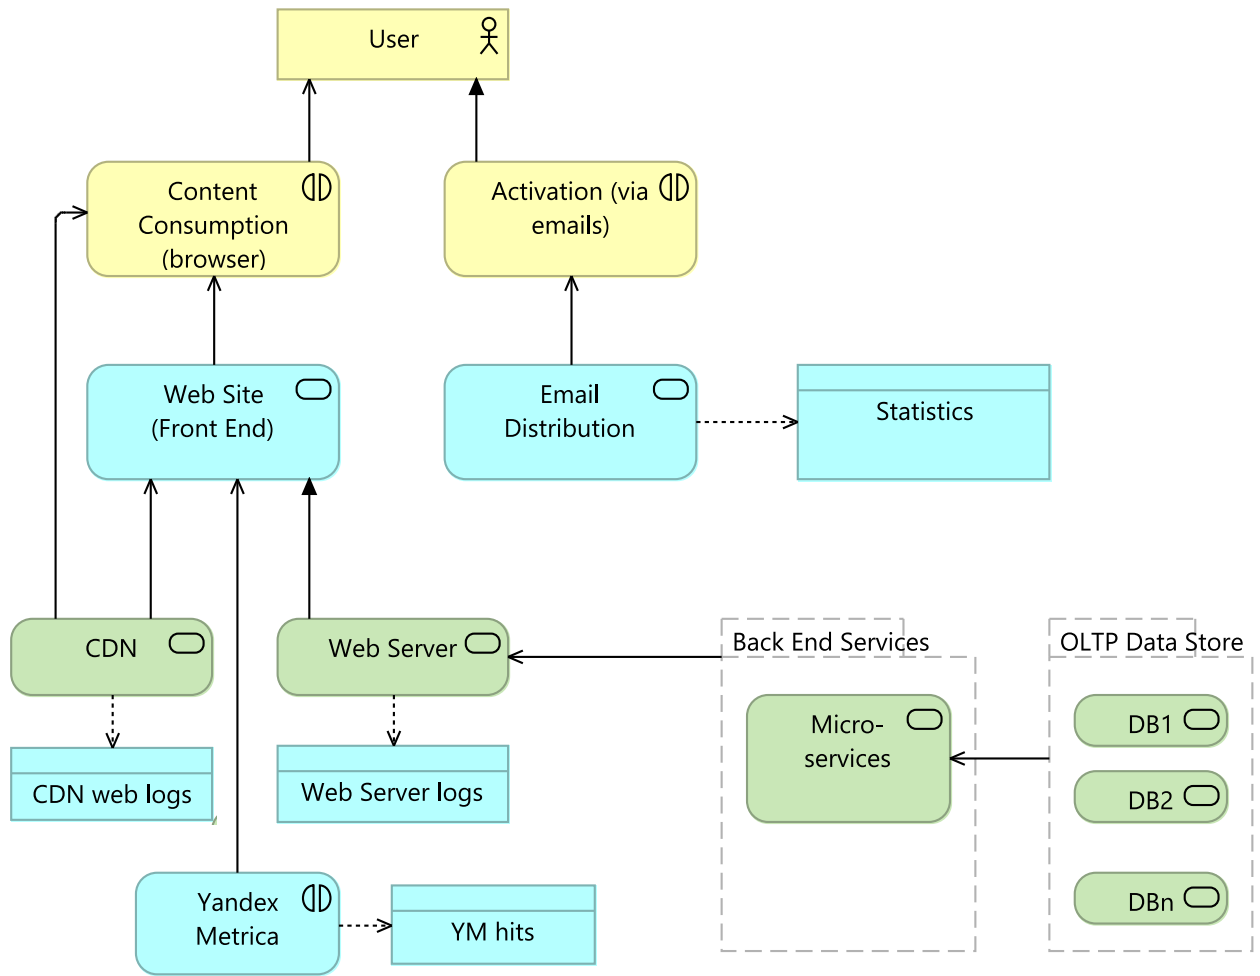 User
Content
Consumption
(browser)
Activation (via
emails)
Web Site
(Front End)
Email
Distribution
Statistics
CDN
Web Server
Back End Services
OLTP Data Store
Micro-
services
DB1
DB2
DBn
CDN web logs
Web Server logs
Yandex
Metrica
YM hits